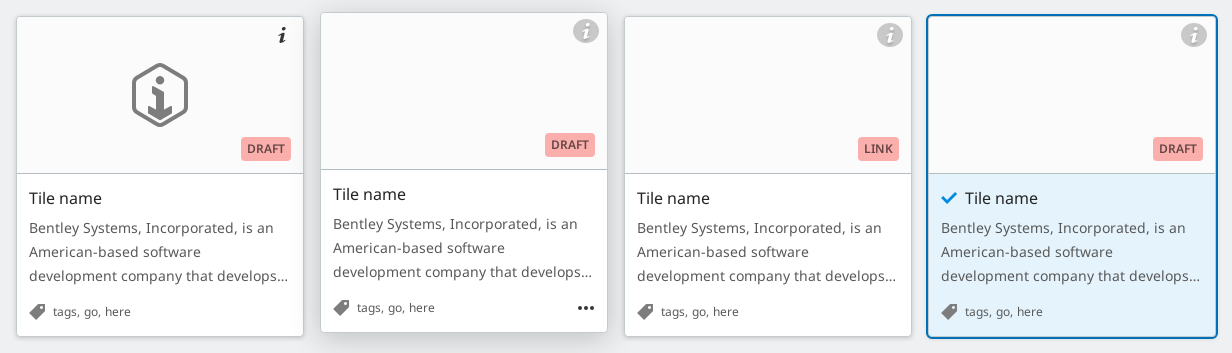 DRAFT
Tile name
Bentley Systems, Incorporated, is an
American-based software
development company that develops...
tags, go, here
DRAFT
Tile name
Bentley Systems, Incorporated, is an
American-based software
development company that develops...
tags, go, here
LINK
Tile name
Bentley Systems, Incorporated, is an
American-based software
development company that develops...
tags, go, here
DRAFT
Tile name
Bentley Systems, Incorporated, is an
American-based software
development company that develops...
tags, go, here